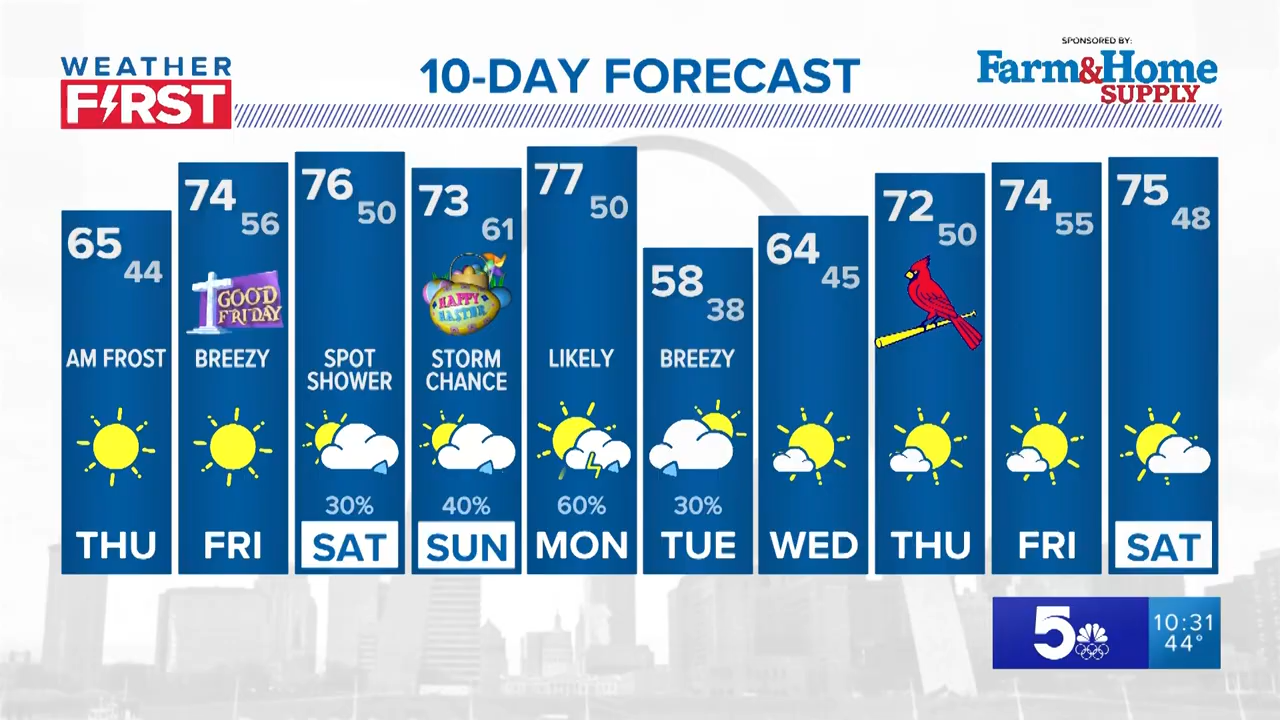 WEATHER
FIRST
10-DAY FORECAST
SPONSORED BY:
Farm&Home
SUPPLY
65
44
AM FROST
THU
74
56
GOOD
FRIDAY
BREEZY
FRI
76
50
SPOT
SHOWER
30%
SAT
73
61
HAPPY
EASTER
STORM
CHANCE
40%
SUN
77
50
LIKELY
60%
MON
58
38
BREEZY
30%
TUE
64
45
WED
72
50
THU
74
55
FRI
75
48
SAT
5
10:31
44°